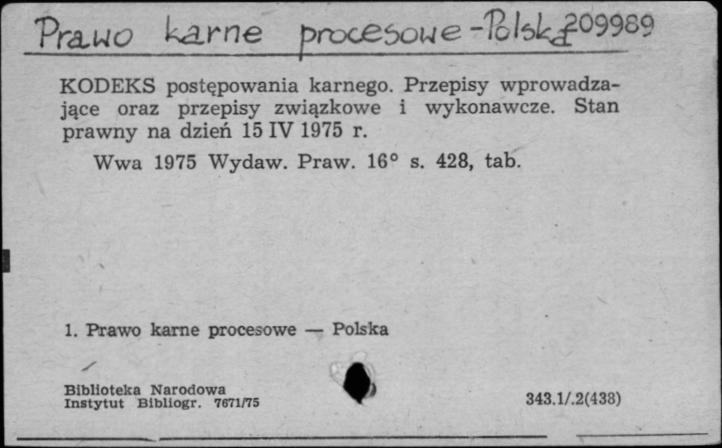 Prawo karne procesowe - Polska 209989
KODEKS postępowania karnego. Przepisy wprowadza-
jące oraz przepisy związkowe i wykonawcze. Stan
prawny na dzień 15 IV 1975 r.
Wwa 1975 Wydaw. Praw. 16° s. 428, tab.
1. Prawo karne procesowe — Polska
Biblioteka Narodowa
Instytut Bibliogr. 7671/75
343.1/.2(438)